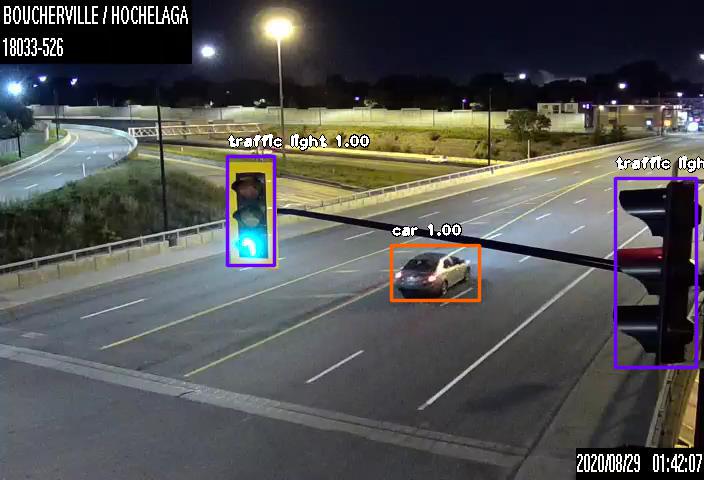 BOUCHERVILLE / HOCHELAGA
18033-526
traffic light 1.00
traffic ligh
car 1.00
2020/08/29 01:42:07